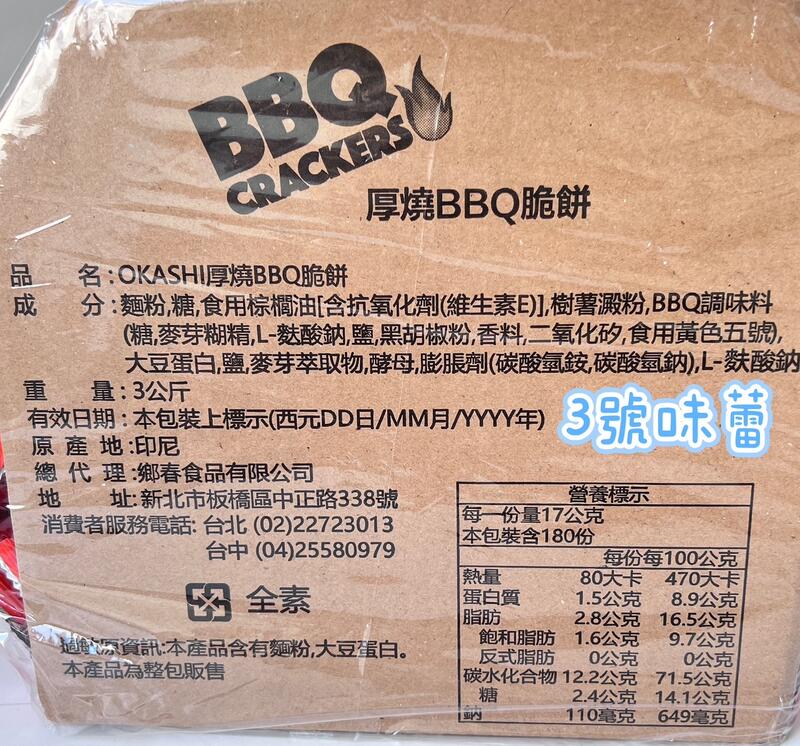 BBQ
CRACKERS
厚燒BBQ脆餅
品 名:OKASHI厚燒BBQ脆餅
成 分:麵粉,糖,食用棕櫚油[含抗氧化劑(維生素E)],樹薯澱粉,BBQ調味料
(糖,麥芽糊精,L-麩酸鈉,鹽,黑胡椒粉,香料,二氧化矽,食用黃色五號),
大豆蛋白,鹽,麥芽萃取物,酵母,膨脹劑(碳酸氫銨,碳酸氫鈉),L-麩酸鈉
重 量:3公斤
有效日期:本包裝上標示(西元DD日/MM月/YYYY年)
3號味蕾
原 產 地:印尼
總 代 理:鄉春食品有限公司
地 址:新北市板橋區中正路338號
消費者服務電話: 台北 (02)22723013
台中 (04)25580979
全素
過敏原資訊:本產品含有麵粉,大豆蛋白。
本產品為整包販售
營養標示
每一份量17公克
本包裝含180份
每份每100公克
熱量 80大卡 470大卡
蛋白質 1.5公克 8.9公克
脂肪 2.8公克 16.5公克
飽和脂肪 1.6公克 9.7公克
反式脂肪 0公克 0公克
碳水化合物 12.2公克 71.5公克
糖 2.4公克 14.1公克
鈉 110毫克 649毫克